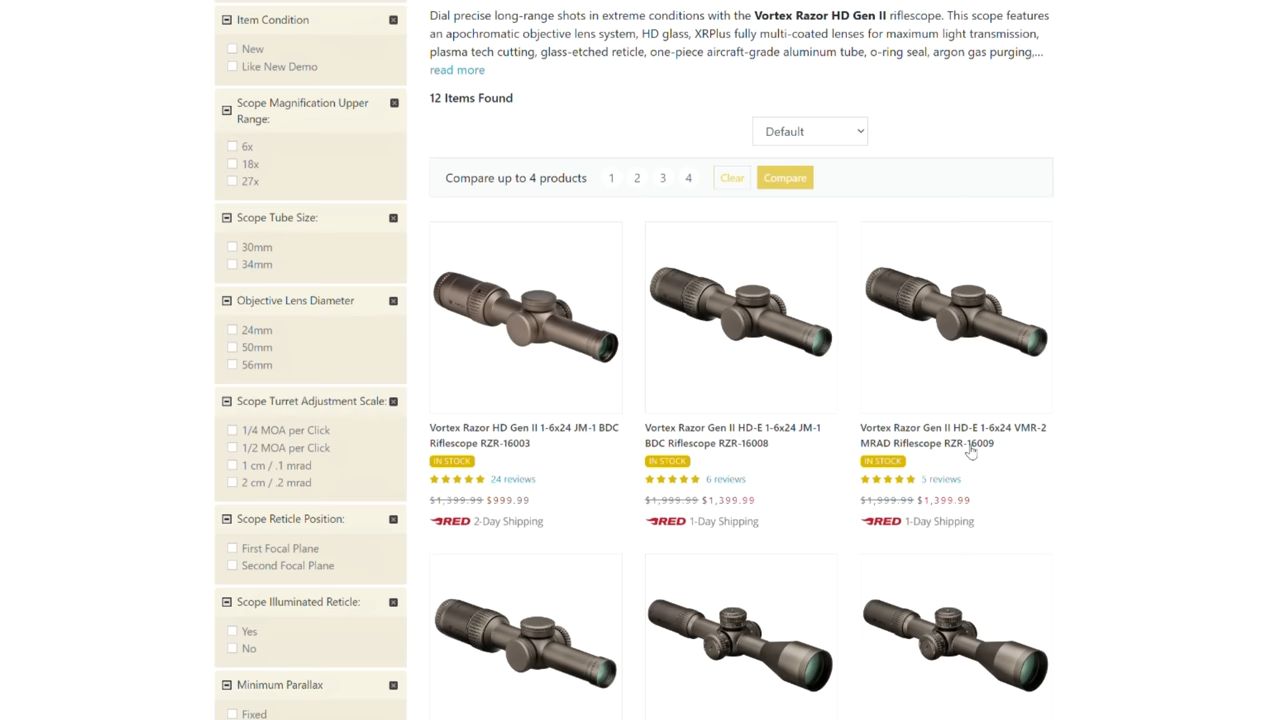 Item Condition
New
Like New Demo
Scope Magnification Upper
Range:
6x
18x
27x
Scope Tube Size:
30mm
34mm
Objective Lens Diameter
24mm
50mm
56mm
Scope Turret Adjustment Scale:
1/4 MOA per Click
1/2 MOA per Click
1 cm / .1 mrad
2 cm / .2 mrad
Scope Reticle Position:
First Focal Plane
Second Focal Plane
Scope Illuminated Reticle:
Yes
No
Minimum Parallax
Fixed
Dial precise long-range shots in extreme conditions with the Vortex Razor HD Gen II riflescope. This scope features
an apochromatic objective lens system, HD glass, XRPlus fully multi-coated lenses for maximum light transmission,
plasma tech cutting, glass-etched reticle, one-piece aircraft-grade aluminum tube, o-ring seal, argon gas purging,...
read more
12 Items Found
Default
Compare up to 4 products 1 2 3 4 Clear Compare
Vortex Razor HD Gen II 1-6x24 JM-1 BDC
Riflescope RZR-16003
IN STOCK
24 reviews
$1,399.99 $999.99
RED 2-Day Shipping
Vortex Razor Gen II HD-E 1-6x24 JM-1
BDC Riflescope RZR-16008
IN STOCK
6 reviews
$1,999.99 $1,399.99
RED 1-Day Shipping
Vortex Razor Gen II HD-E 1-6x24 VMR-2
MRAD Riflescope RZR-16009
IN STOCK
5 reviews
$1,999.99 $1,399.99
RED 1-Day Shipping